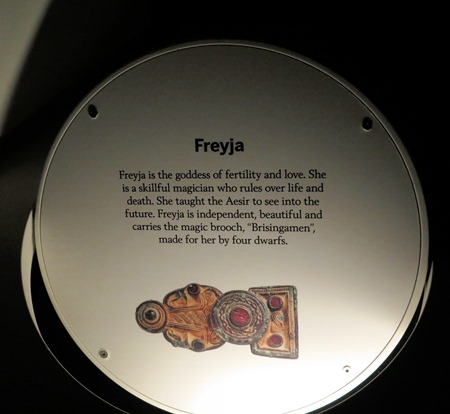 Freyja
Freyja is the goddess of fertility and love. She
is a skillful magician who rules over life and
death. She taught the Aesir to see into the
future. Freyja is independent, beautiful and
carries the magic brooch, "Brisingamen",
made for her by four dwarfs.